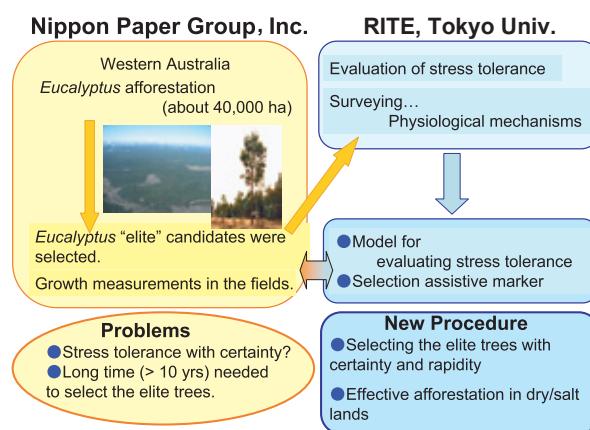 Nippon Paper Group, Inc.
Western Australia
Eucalyptus afforestation
(about 40,000 ha)
Eucalyptus “elite” candidates were
selected.
Growth measurements in the fields.
Problems
●Stress tolerance with certainty?
●Long time (> 10 yrs) needed
to select the elite trees.
RITE, Tokyo Univ.
Evaluation of stress tolerance
Surveying…
Physiological mechanisms
●Model for
evaluating stress tolerance
●Selection assistive marker
New Procedure
●Selecting the elite trees with
certainty and rapidity
●Effective afforestation in dry/salt
lands